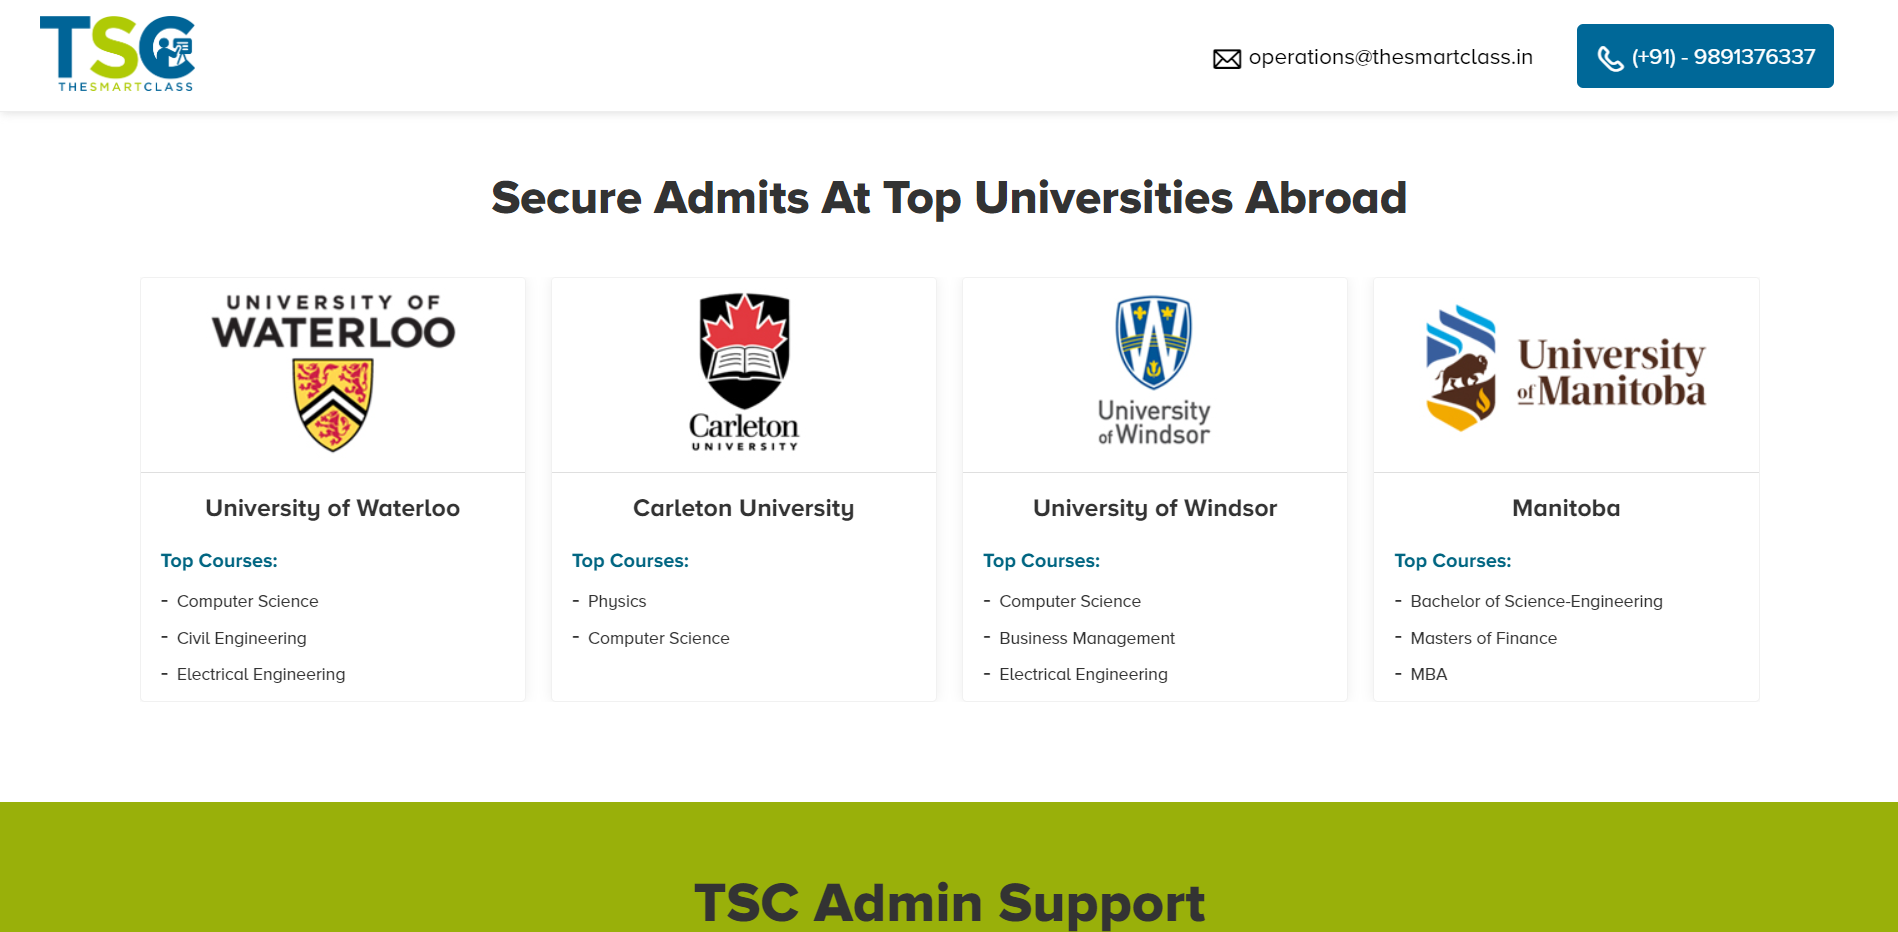 TSC
THESMARTCLASS
operations@thesmartclass.in
(+91) - 9891376337
Secure Admits At Top Universities Abroad
UNIVERSITY OF
WATERLOO
University of Waterloo
Top Courses:
- Computer Science
- Civil Engineering
- Electrical Engineering
Carleton
UNIVERSITY
Carleton University
Top Courses:
- Physics
- Computer Science
University
of Windsor
University of Windsor
Top Courses:
- Computer Science
- Business Management
- Electrical Engineering
University
of Manitoba
Manitoba
Top Courses:
- Bachelor of Science-Engineering
- Masters of Finance
- MBA
TSC Admin Support